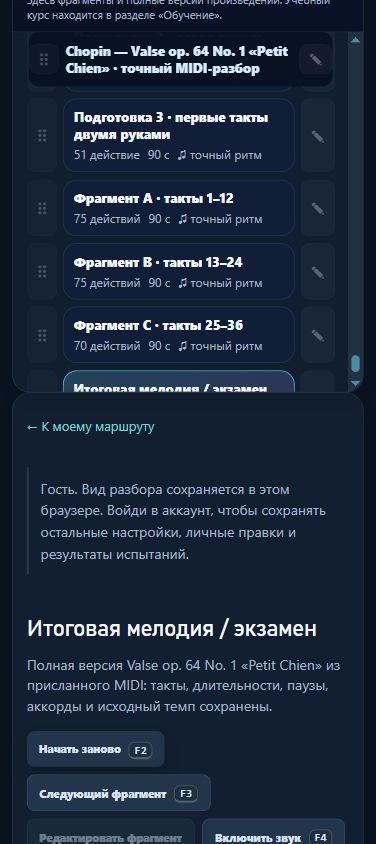 Здесь фрагменты и полные версии произведений. Учебный
курс находится в разделе «Обучение».
Chopin — Valse op. 64 No. 1 «Petit
Chien» • точный MIDI-разбор
Подготовка 3 • первые такты
двумя руками
51 действие 90 с ♫ точный ритм
Фрагмент A • такты 1–12
75 действий 90 с ♫ точный ритм
Фрагмент B • такты 13–24
75 действий 90 с ♫ точный ритм
Фрагмент C • такты 25–36
70 действий 90 с ♫ точный ритм
Итоговая мелодия / экзамен
← К моему маршруту
Гость. Вид разбора сохраняется в этом
браузере. Войди в аккаунт, чтобы сохранять
остальные настройки, личные правки и
результаты испытаний.
Итоговая мелодия / экзамен
Полная версия Valse op. 64 No. 1 «Petit Chien» из
присланного MIDI: такты, длительности, паузы,
аккорды и исходный темп сохранены.
Начать заново F2
Следующий фрагмент F3
Редактировать фрагмент Включить звук F4